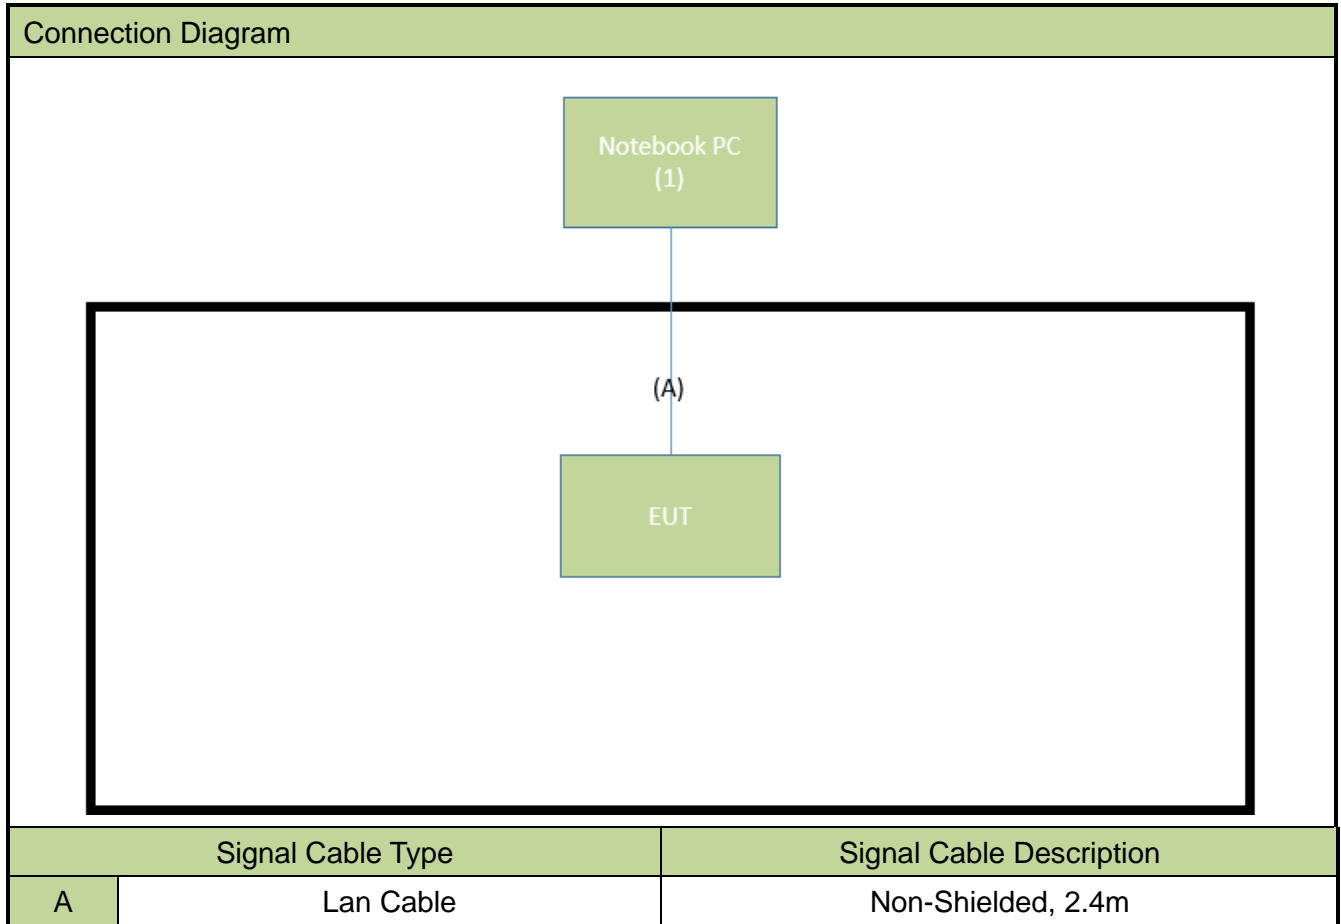 Connection Diagram
Notebook PC
(1)
(A)
EUT
Signal Cable Type Signal Cable Description
A Lan Cable Non-Shielded, 2.4m